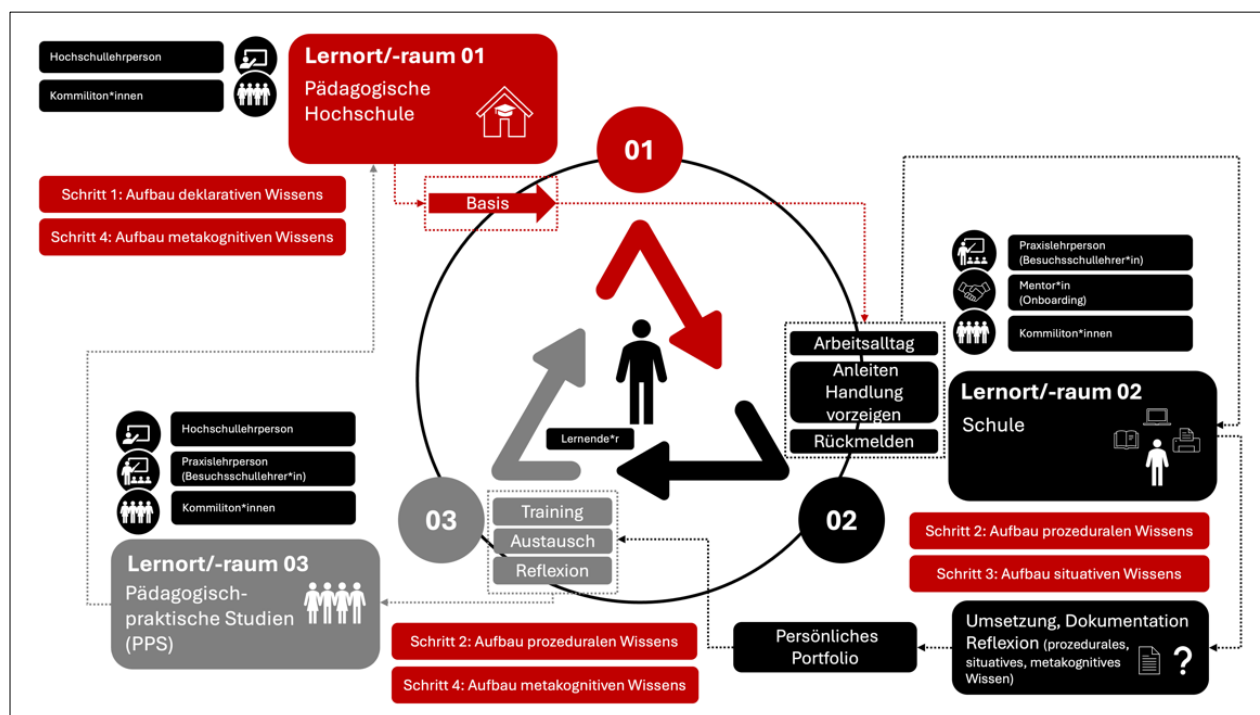 Hochschullehrperson
Kommiliton*innen
Lernort/-raum 01
Pädagogische
Hochschule
01
Schritt 1: Aufbau deklarativen Wissens
Schritt 4: Aufbau metakognitiven Wissens
Basis
Praxislehrperson
(Besuchsschullehrer*in)
Mentor*in
(Onboarding)
Kommiliton*innen
Arbeitsalltag
Anleiten
Handlung
vorzeigen
Rückmelden
Lernort/-raum 02
Schule
Lernende*r
Hochschullehrperson
Praxislehrperson
(Besuchsschullehrer*in)
Kommiliton*innen
03
02
Training
Austausch
Reflexion
Schritt 2: Aufbau prozeduralen Wissens
Schritt 3: Aufbau situativen Wissens
Lernort/-raum 03
Pädagogisch-
praktische Studien
(PPS)
Schritt 2: Aufbau prozeduralen Wissens
Schritt 4: Aufbau metakognitiven Wissens
Persönliches
Portfolio
Umsetzung, Dokumentation
Reflexion (prozedurales,
situatives, metakognitives
Wissen)
?